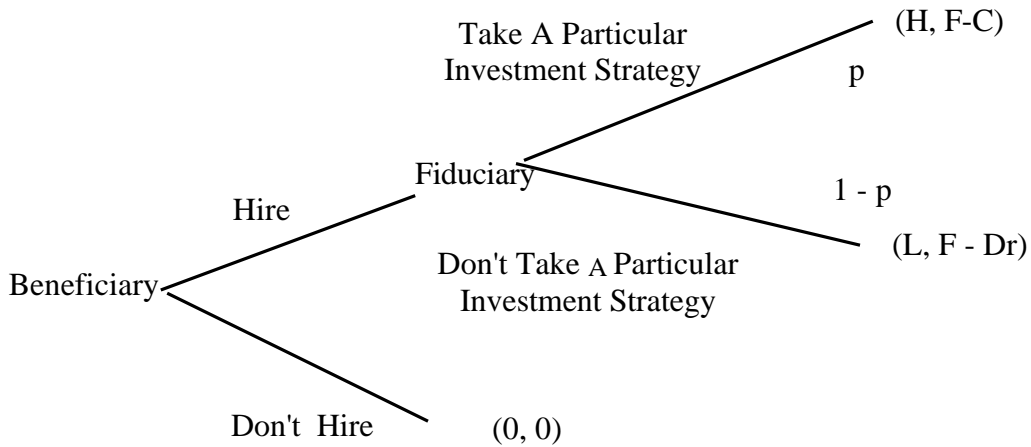 Take A Particular
Investment Strategy
(H, F-C)
p
Fiduciary
Hire
1 - p
(L, F - Dr)
Beneficiary
Don't Take A Particular
Investment Strategy
Don't Hire
(0, 0)